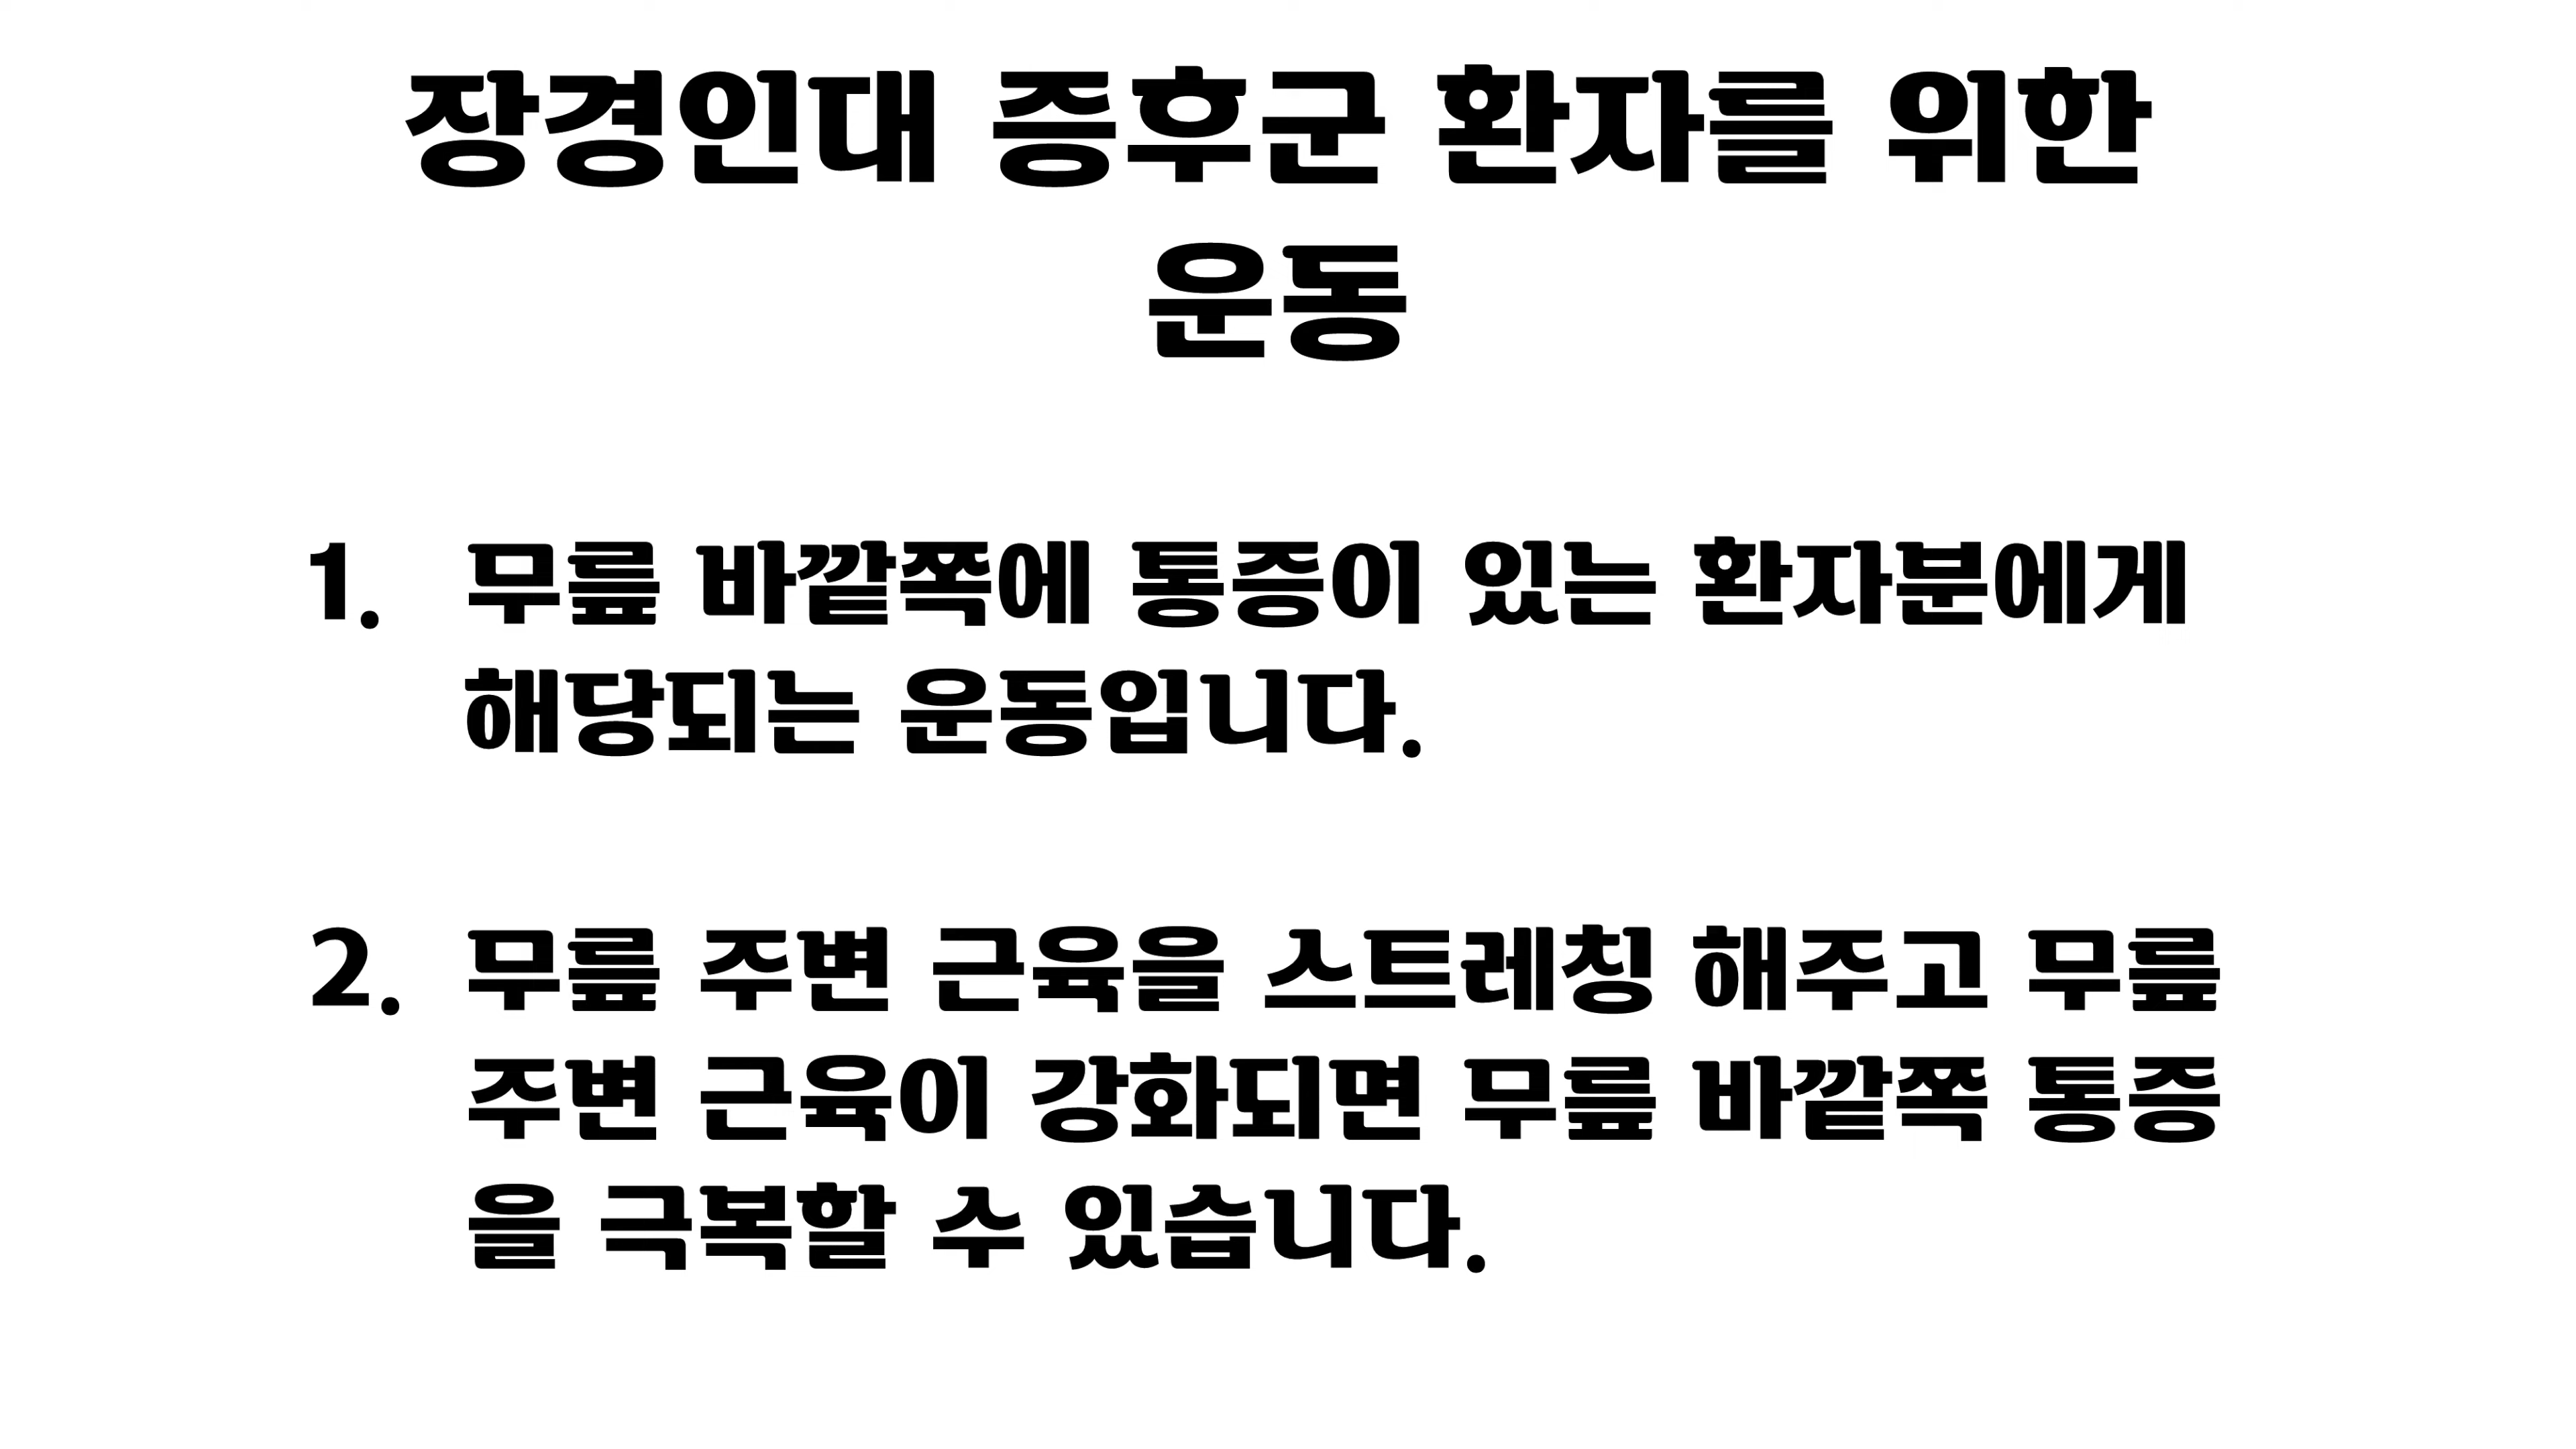 장경인대 증후군 환자를 위한
운동
1. 무릎 바깥쪽에 통증이 있는 환자분에게
해당되는 운동입니다.
2. 무릎 주변 근육을 스트레칭 해주고 무릎
주변 근육이 강화되면 무릎 바깥쪽 통증
을 극복할 수 있습니다.